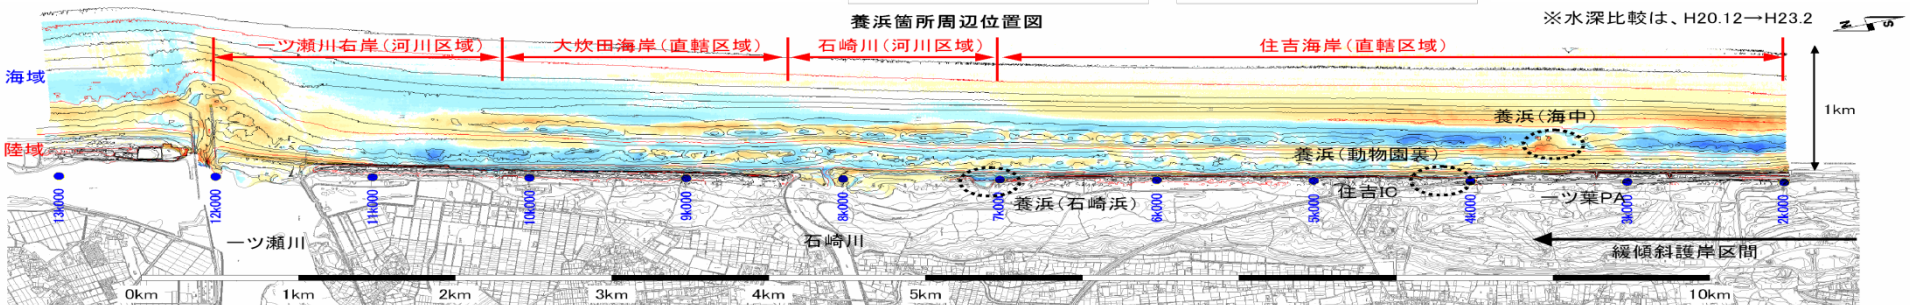 養浜箇所周辺位置図
※水深比較は、H20.12→H23.2
N S
一ツ瀬川右岸(河川区域)
大炊田海岸(直轄区域)
石崎川(河川区域)
住吉海岸(直轄区域)
海域
1km
養浜(海中)
陸域
養浜(動物園裏)
住吉IC
一ツ葉PA
養浜(石崎浜)
13k000
12k000
11k000
10k000
9k000
8k000
7k000
6k000
5k000
4k000
3k000
2k000
一ツ瀬川
石崎川
緩傾斜護岸区間
0km
1km
2km
3km
4km
5km
10km